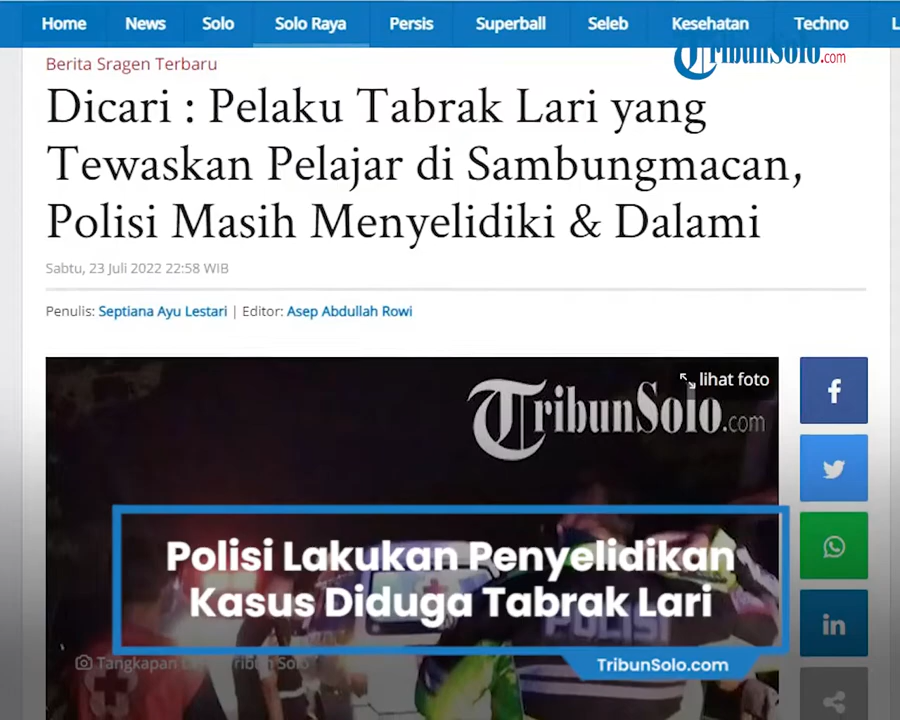 Home News Solo Solo Raya Persis Superball Seleb Kesehatan Techno
TribunSolo.com
Berita Sragen Terbaru
Dicari : Pelaku Tabrak Lari yang
Tewaskan Pelajar di Sambungmacan,
Polisi Masih Menyelidiki & Dalami
Sabtu, 23 Juli 2022 22:58 WIB
Penulis: Septiana Ayu Lestari | Editor: Asep Abdullah Rowi
lihat foto
TribunSolo.com
Polisi Lakukan Penyelidikan
Kasus Diduga Tabrak Lari
POLISI
Tangkapan Tribun Solo
TribunSolo.com